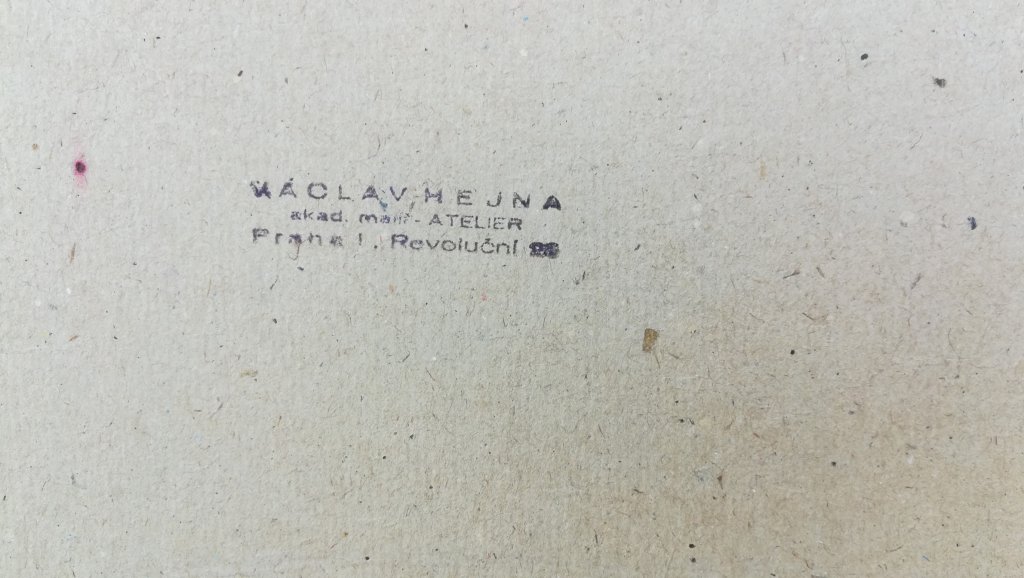 VÁCLAV HEJNA
akad. malíř - ATELIER
Praha I, Revoluční